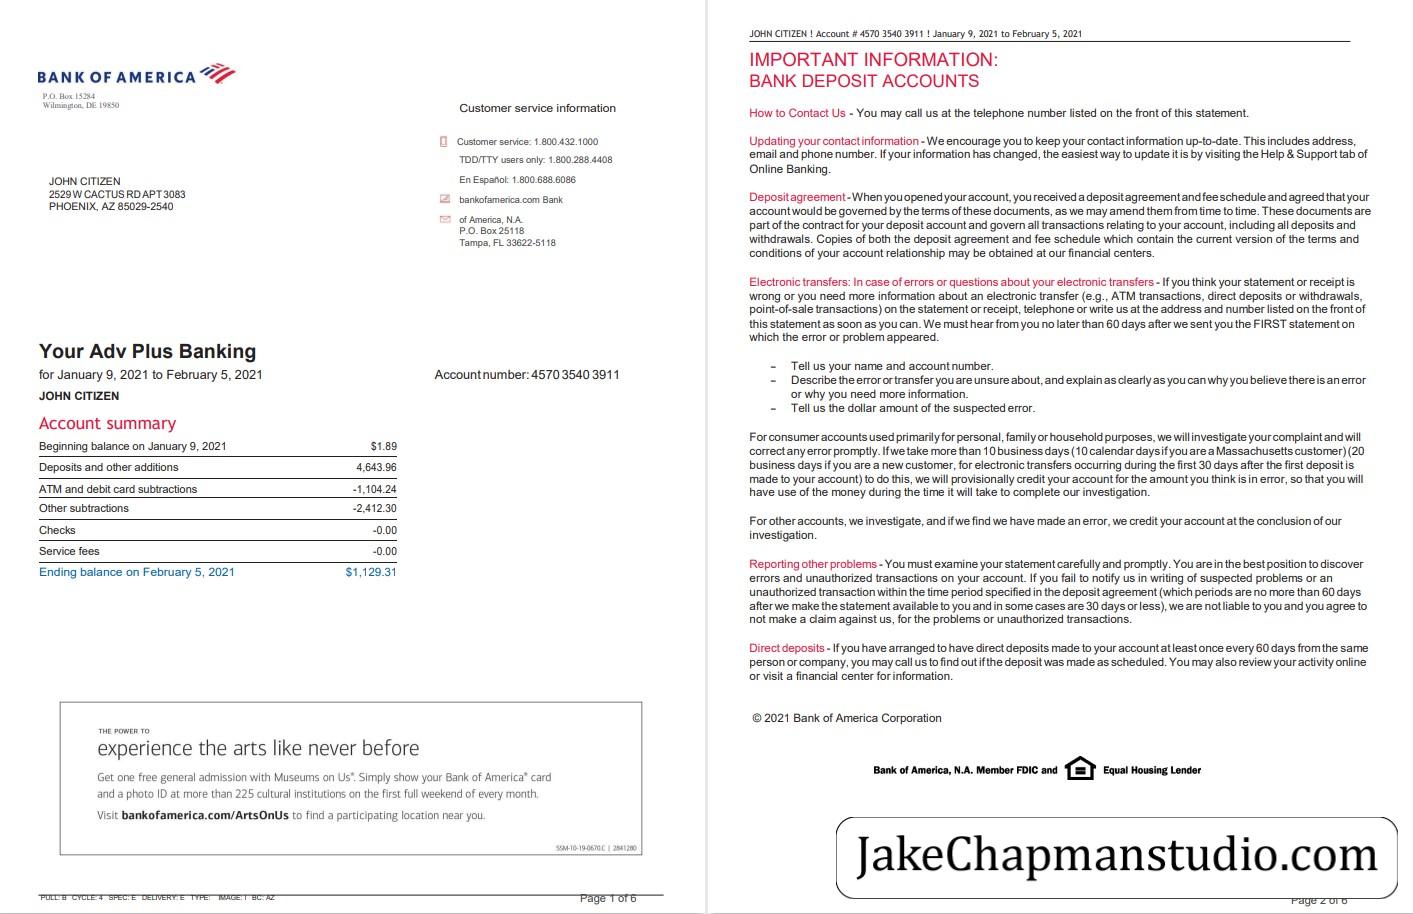 BANK OF AMERICA
P.O. Box 15284
Wilmington, DE 19850
Customer service information
Customer service: 1.800.432.1000
TDD/TTY users only: 1.800.288.4408
En Español: 1.800.688.6086
bankofamerica.com Bank
of America, N.A.
P.O. Box 25118
Tampa, FL 33622-5118
JOHN CITIZEN
2529 W CACTUS RD APT 3083
PHOENIX, AZ 85029-2540
Your Adv Plus Banking
for January 9, 2021 to February 5, 2021
Account number: 4570 3540 3911
JOHN CITIZEN
Account summary
Beginning balance on January 9, 2021 $1.89
Deposits and other additions 4,643.96
ATM and debit card subtractions -1,104.24
Other subtractions -2,412.30
Checks -0.00
Service fees -0.00
Ending balance on February 5, 2021 $1,129.31
THE POWER TO
experience the arts like never before
Get one free general admission with Museums on Us®. Simply show your Bank of America® card
and a photo ID at more than 225 cultural institutions on the first full weekend of every month.
Visit bankofamerica.com/ArtsOnUs to find a participating location near you.
SSM-10-19-0670.C | 2841280
PULL: B CYCLE: 4 SPEC: E DELIVERY: E TYPE: IMAGE: I BC: AZ
Page 1 of 6
JOHN CITIZEN ! Account # 4570 3540 3911 ! January 9, 2021 to February 5, 2021
IMPORTANT INFORMATION:
BANK DEPOSIT ACCOUNTS
How to Contact Us - You may call us at the telephone number listed on the front of this statement.
Updating your contact information - We encourage you to keep your contact information up-to-date. This includes address,
email and phone number. If your information has changed, the easiest way to update it is by visiting the Help & Support tab of
Online Banking.
Deposit agreement - When you opened your account, you received a deposit agreement and fee schedule and agreed that your
account would be governed by the terms of these documents, as we may amend them from time to time. These documents are
part of the contract for your deposit account and govern all transactions relating to your account, including all deposits and
withdrawals. Copies of both the deposit agreement and fee schedule which contain the current version of the terms and
conditions of your account relationship may be obtained at our financial centers.
Electronic transfers: In case of errors or questions about your electronic transfers - If you think your statement or receipt is
wrong or you need more information about an electronic transfer (e.g., ATM transactions, direct deposits or withdrawals,
point-of-sale transactions) on the statement or receipt, telephone or write us at the address and number listed on the front of
this statement as soon as you can. We must hear from you no later than 60 days after we sent you the FIRST statement on
which the error or problem appeared.
– Tell us your name and account number.
– Describe the error or transfer you are unsure about, and explain as clearly as you can why you believe there is an error
or why you need more information.
– Tell us the dollar amount of the suspected error.
For consumer accounts used primarily for personal, family or household purposes, we will investigate your complaint and will
correct any error promptly. If we take more than 10 business days (10 calendar days if you are a Massachusetts customer) (20
business days if you are a new customer, for electronic transfers occurring during the first 30 days after the first deposit is
made to your account) to do this, we will provisionally credit your account for the amount you think is in error, so that you will
have use of the money during the time it will take to complete our investigation.
For other accounts, we investigate, and if we find we have made an error, we credit your account at the conclusion of our
investigation.
Reporting other problems - You must examine your statement carefully and promptly. You are in the best position to discover
errors and unauthorized transactions on your account. If you fail to notify us in writing of suspected problems or an
unauthorized transaction within the time period specified in the deposit agreement (which periods are no more than 60 days
after we make the statement available to you and in some cases are 30 days or less), we are not liable to you and you agree to
not make a claim against us, for the problems or unauthorized transactions.
Direct deposits - If you have arranged to have direct deposits made to your account at least once every 60 days from the same
person or company, you may call us to find out if the deposit was made as scheduled. You may also review your activity online
or visit a financial center for information.
© 2021 Bank of America Corporation
Bank of America, N.A. Member FDIC and Equal Housing Lender
JakeChapmanstudio.com
Page 2 of 6